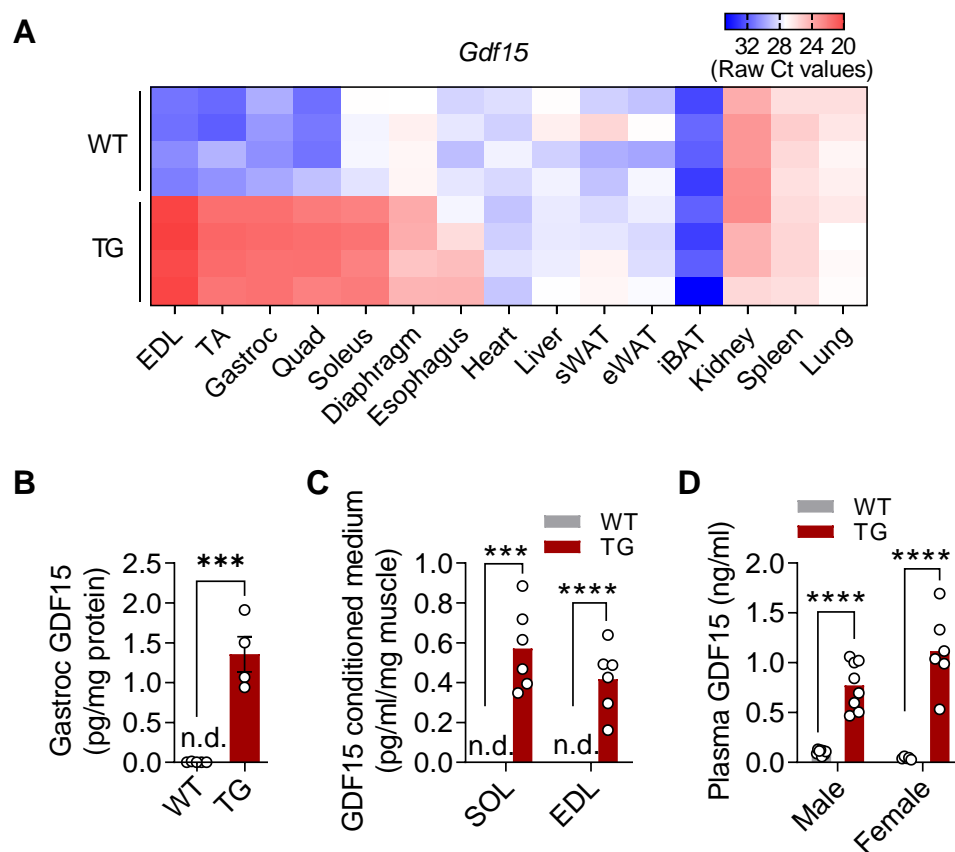 A
Gdf15
32 28 24 20
(Raw Ct values)
WT
TG
EDL
TA
Gastroc
Quad
Soleus
Diaphragm
Esophagus
Heart
Liver
sWAT
eWAT
iBAT
Kidney
Spleen
Lung
B
Gastroc GDF15
(pg/mg protein)
2.5
2.0
1.5
1.0
0.5
0.0
***
n.d.
WT
TG
C
GDF15 conditioned medium
(pg/ml/mg muscle)
WT
TG
1.0
0.8
0.6
0.4
0.2
0.0
***
****
n.d.
n.d.
SOL
EDL
D
Plasma GDF15 (ng/ml)
WT
TG
2.0
1.5
1.0
0.5
0.0
****
****
Male
Female